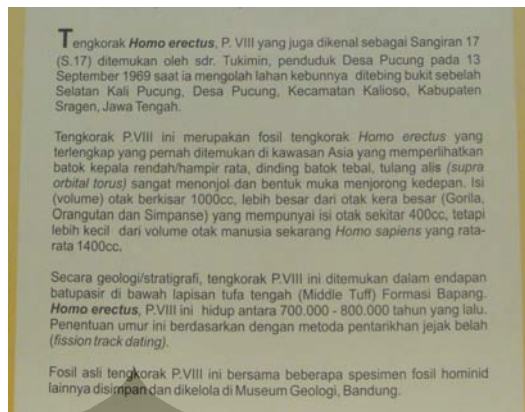 Tengkorak Homo erectus, P. VIII yang juga dikenal sebagai Sangiran 17
(S.17) ditemukan oleh sdr. Tukimin, penduduk Desa Pucung pada 13
September 1969 saat ia mengolah lahan kebunnya ditebing bukit sebelah
Selatan Kali Pucung, Desa Pucung, Kecamatan Kalioso, Kabupaten
Sragen, Jawa Tengah.
Tengkorak P.VIII ini merupakan fosil tengkorak Homo erectus yang
terlengkap yang pernah ditemukan di kawasan Asia yang memperlihatkan
batok kepala rendah/hampir rata, dinding batok tebal, tulang alis (supra
orbital torus) sangat menonjol dan bentuk muka menjorong kedepan. Isi
(volume) otak berkisar 1000cc, lebih besar dari otak kera besar (Gorila,
Orangutan dan Simpanse) yang mempunyai isi otak sekitar 400cc, tetapi
lebih kecil dari volume otak manusia sekarang Homo sapiens yang rata-
rata 1400cc.
Secara geologi/stratigrafi, tengkorak P.VIII ini ditemukan dalam endapan
batupasir di bawah lapisan tufa tengah (Middle Tuff) Formasi Bapang.
Homo erectus, P.VIII ini hidup antara 700.000 - 800.000 tahun yang lalu.
Penentuan umur ini berdasarkan dengan metoda pentarikhan jejak belah
(fission track dating).
Fosil asli tengkorak P.VIII ini bersama beberapa spesimen fosil hominid
lainnya disimpan dan dikelola di Museum Geologi, Bandung.